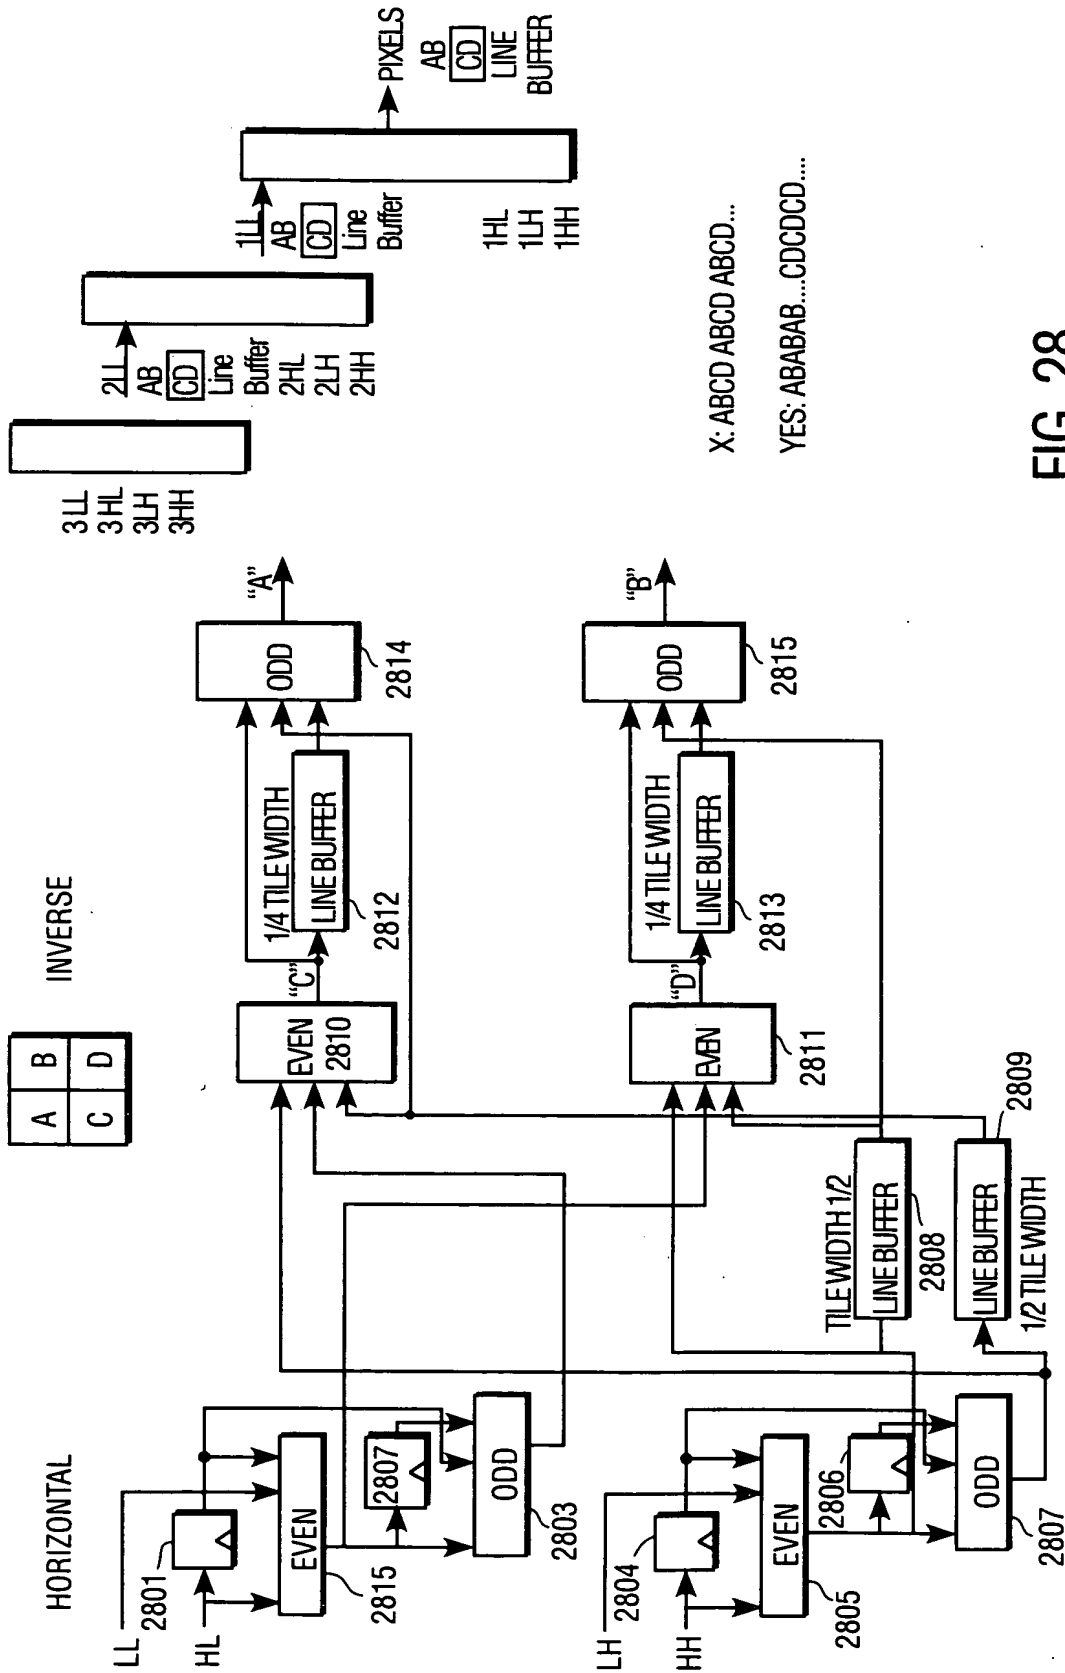 HORIZONTAL
INVERSE
A B
C D
LL
2801
HL
EVEN
2815
2807
ODD
2803
LH
2804
HH
EVEN
2805
2806
ODD
2807
TILE WIDTH 1/2
LINE BUFFER
2808
LINE BUFFER
2809
1/2 TILE WIDTH
EVEN
2810
"C"
1/4 TILE WIDTH
LINE BUFFER
2812
ODD
2814
"A"
EVEN
2811
"D"
1/4 TILE WIDTH
LINE BUFFER
2813
ODD
2815
"B"
3 LL
3 HL
3LH
3HH
2LL
AB
CD
Line
Buffer
2HL
2LH
2HH
1LL
AB
CD
Line
Buffer
1HL
1LH
1HH
PIXELS
AB
CD
LINE
BUFFER
X: ABCD ABCD ABCD...
YES: ABABAB....CDCDCD....
FIG. 28